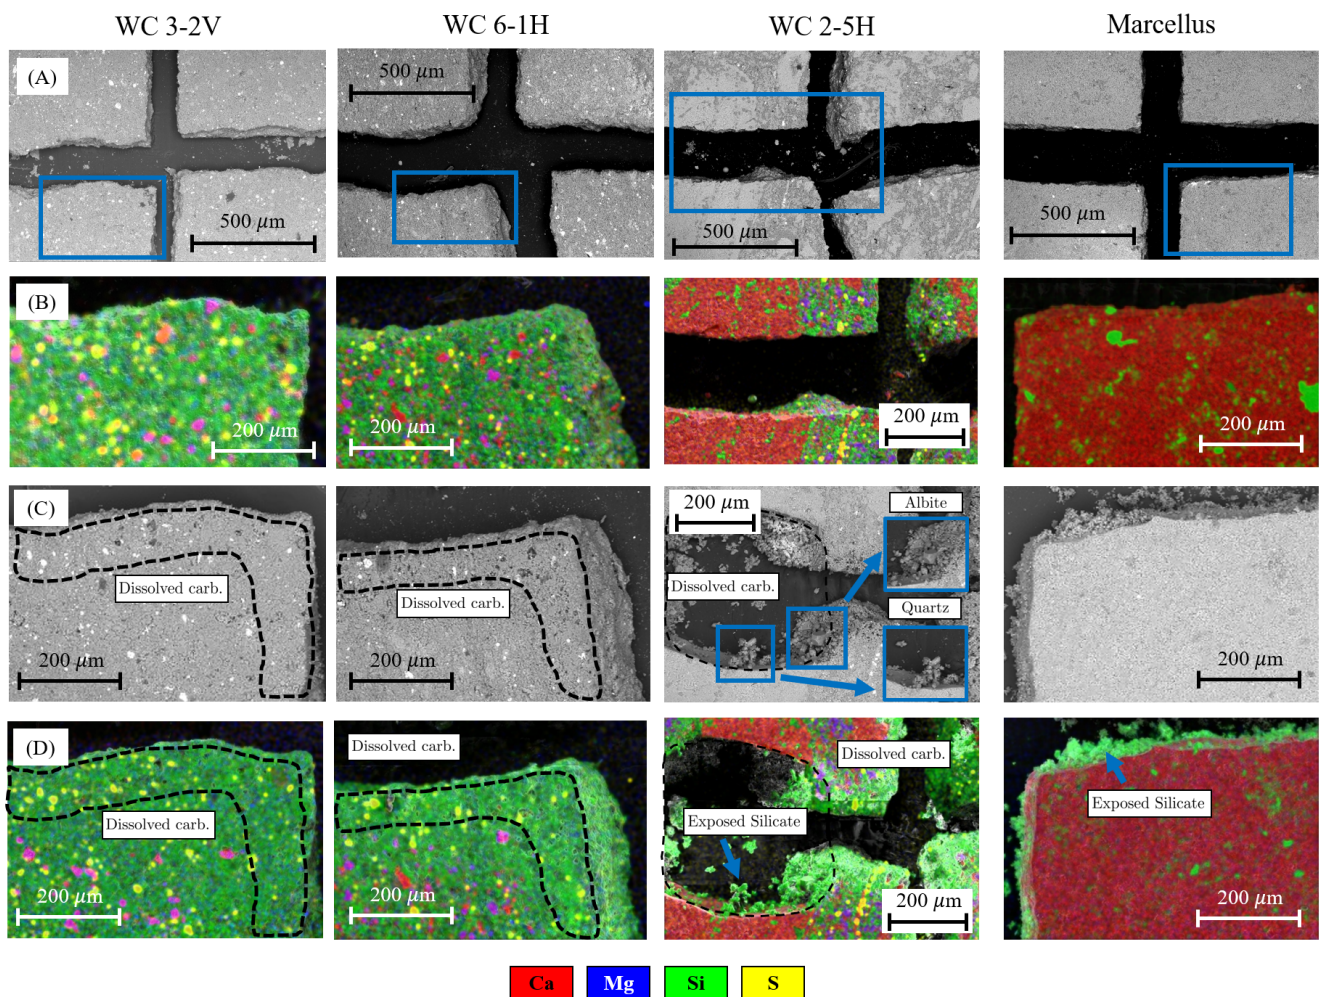 WC 3-2V WC 6-1H WC 2-5H Marcellus
(A)
500 μm
500 μm
500 μm
500 μm
(B)
200 μm
200 μm
200 μm
200 μm
(C)
200 μm
Albite
Dissolved carb.
Dissolved carb.
Dissolved carb.
Quartz
200 μm
200 μm
200 μm
(D)
Dissolved carb.
Dissolved carb.
Exposed Silicate
Dissolved carb.
Exposed Silicate
200 μm
200 μm
200 μm
200 μm
Ca Mg Si S